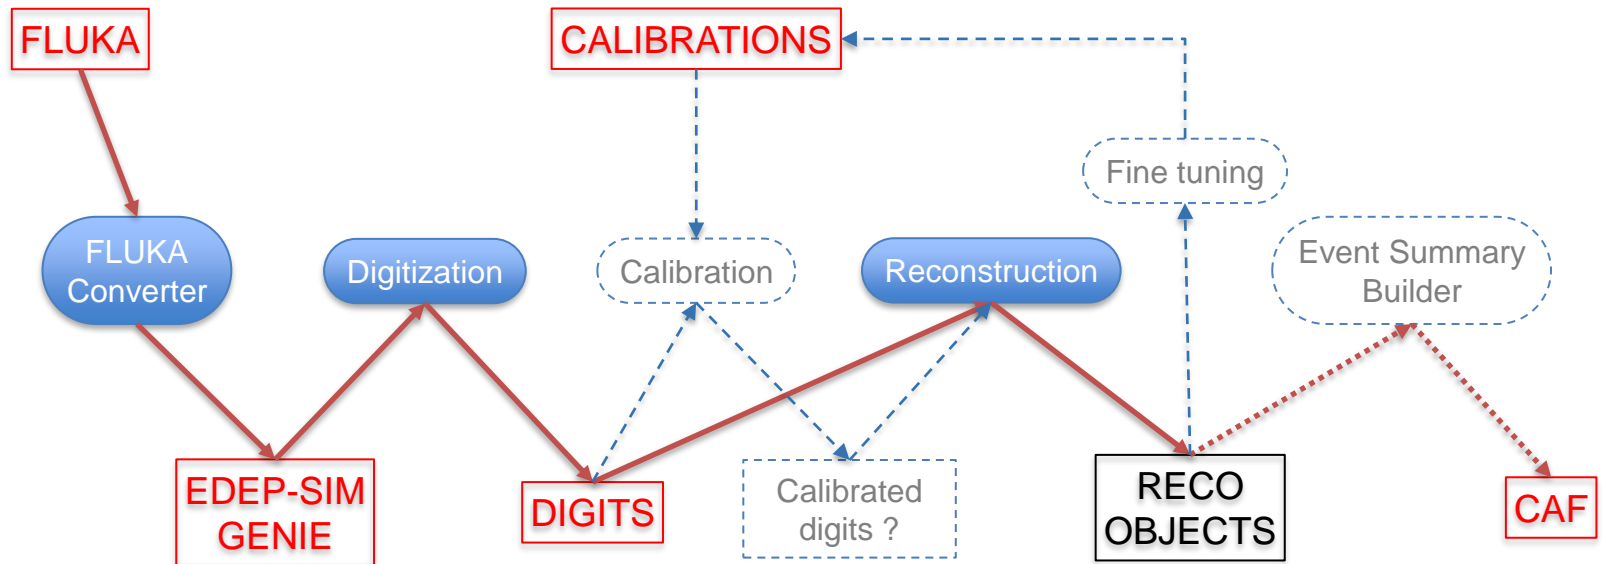 FLUKA
CALIBRATIONS
Fine tuning
FLUKA
Converter
Digitization
Calibration
Reconstruction
Event Summary
Builder
EDEP-SIM
GENIE
DIGITS
Calibrated
digits ?
RECO
OBJECTS
CAF